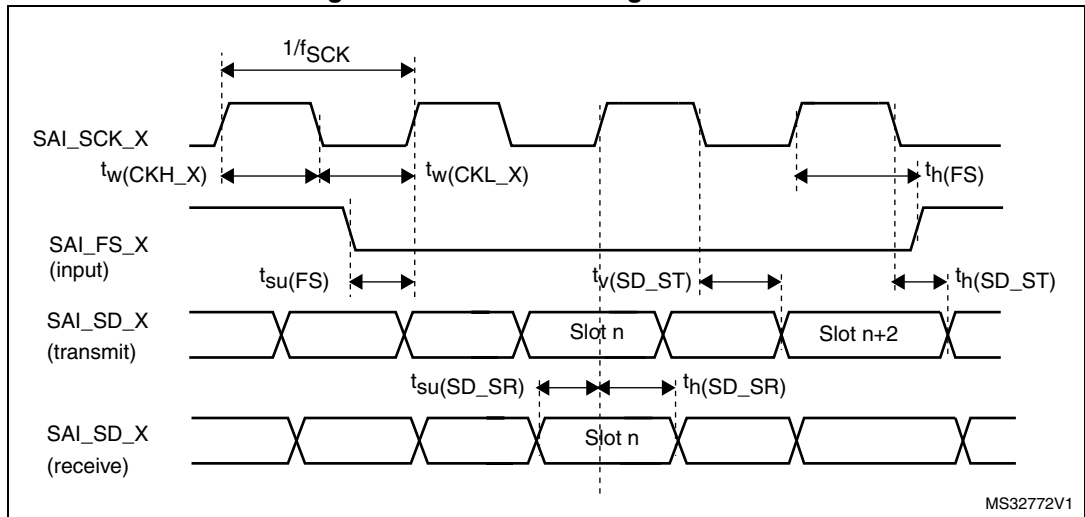 1/fSCK
SAI_SCK_X
tw(CKH_X)
tw(CKL_X)
th(FS)
SAI_FS_X
(input)
tsu(FS)
tv(SD_ST)
th(SD_ST)
SAI_SD_X
(transmit)
Slot n
Slot n+2
tsu(SD_SR)
th(SD_SR)
SAI_SD_X
(receive)
Slot n
MS32772V1